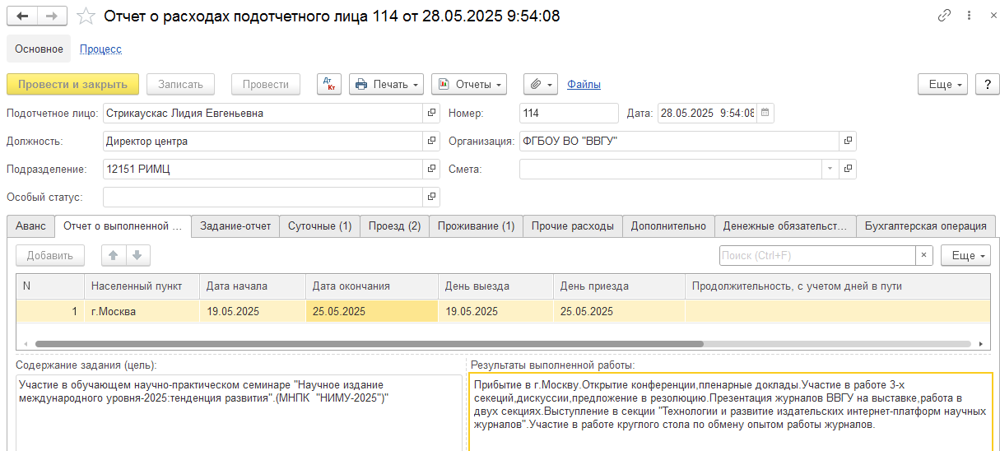 Отчет о расходах подотчетного лица 114 от 28.05.2025 9:54:08
Основное Процесс
Провести и закрыть Записать Провести Дт Кт Печать Отчеты Файлы Еще ?
Подотчетное лицо: Стрикаускас Лидия Евгеньевна Номер: 114 Дата: 28.05.2025 9:54:08
Должность: Директор центра Организация: ФГБОУ ВО "ВВГУ"
Подразделение: 12151 РИМЦ Смета:
Особый статус:
Аванс Отчет о выполненной ... Задание-отчет Суточные (1) Проезд (2) Проживание (1) Прочие расходы Дополнительно Денежные обязательст... Бухгалтерская операция
Добавить Поиск (Ctrl+F) × Еще
N Населенный пункт Дата начала Дата окончания День выезда День приезда Продолжительность, с учетом дней в пути
1 г.Москва 19.05.2025 25.05.2025 19.05.2025 25.05.2025
Содержание задания (цель): Результаты выполненной работы:
Участие в обучающем научно-практическом семинаре "Научное издание
международного уровня-2025:тенденция развития".(МНПК "НИМУ-2025")"
Прибытие в г.Москву.Открытие конференции,пленарные доклады.Участие в работе 3-х
секеций,дискуссии,предложение в резолюцию.Презентация журналов ВВГУ на выставке,работа в
двух секциях.Выступление в секции "Технологии и развитие издательских интернет-платформ научных
журналов".Участие в работе круглого стола по обмену опытом работы журналов.